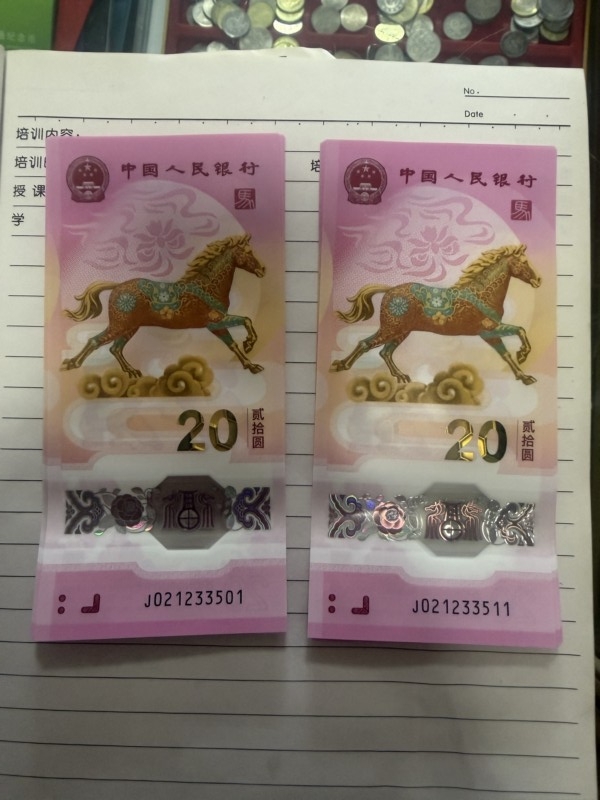 No.
Date
培训内容:
培训
授课
学
培
中国人民银行
馬
20
贰拾圆
J021233501
中国人民银行
馬
20
贰拾圆
J021233511